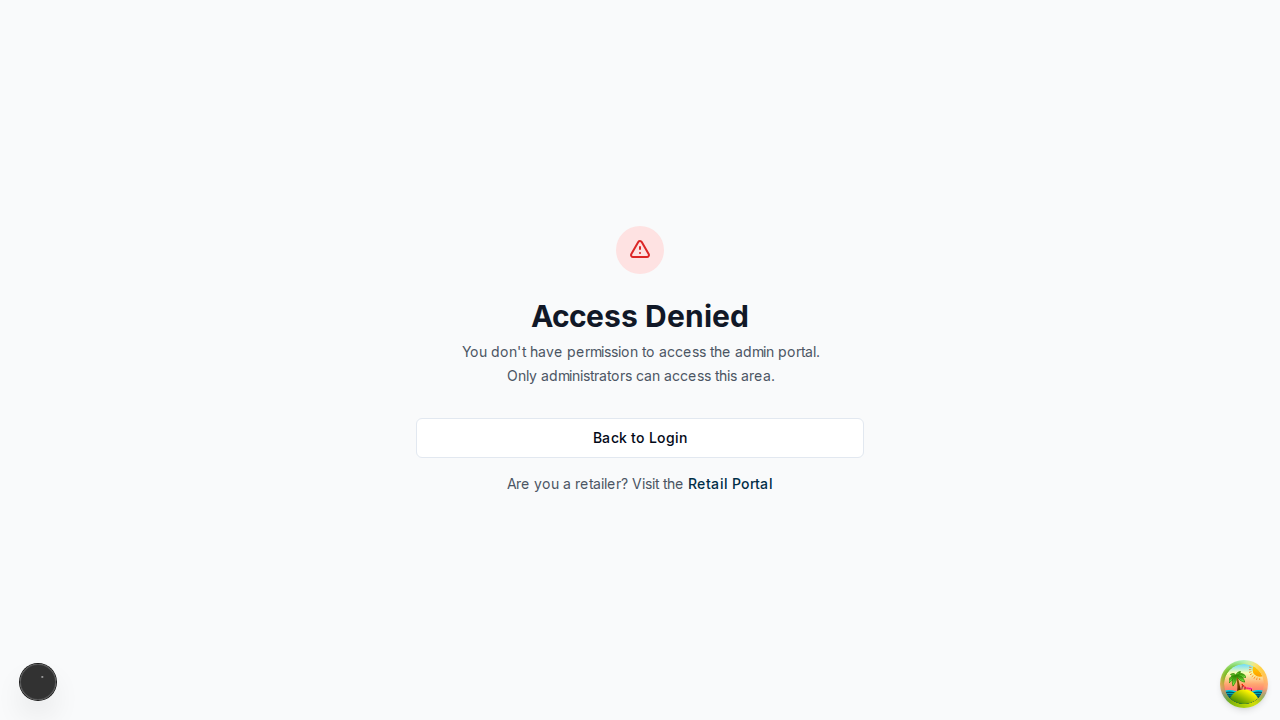 Access Denied
You don't have permission to access the admin portal.
Only administrators can access this area.
Back to Login
Are you a retailer? Visit the Retail Portal